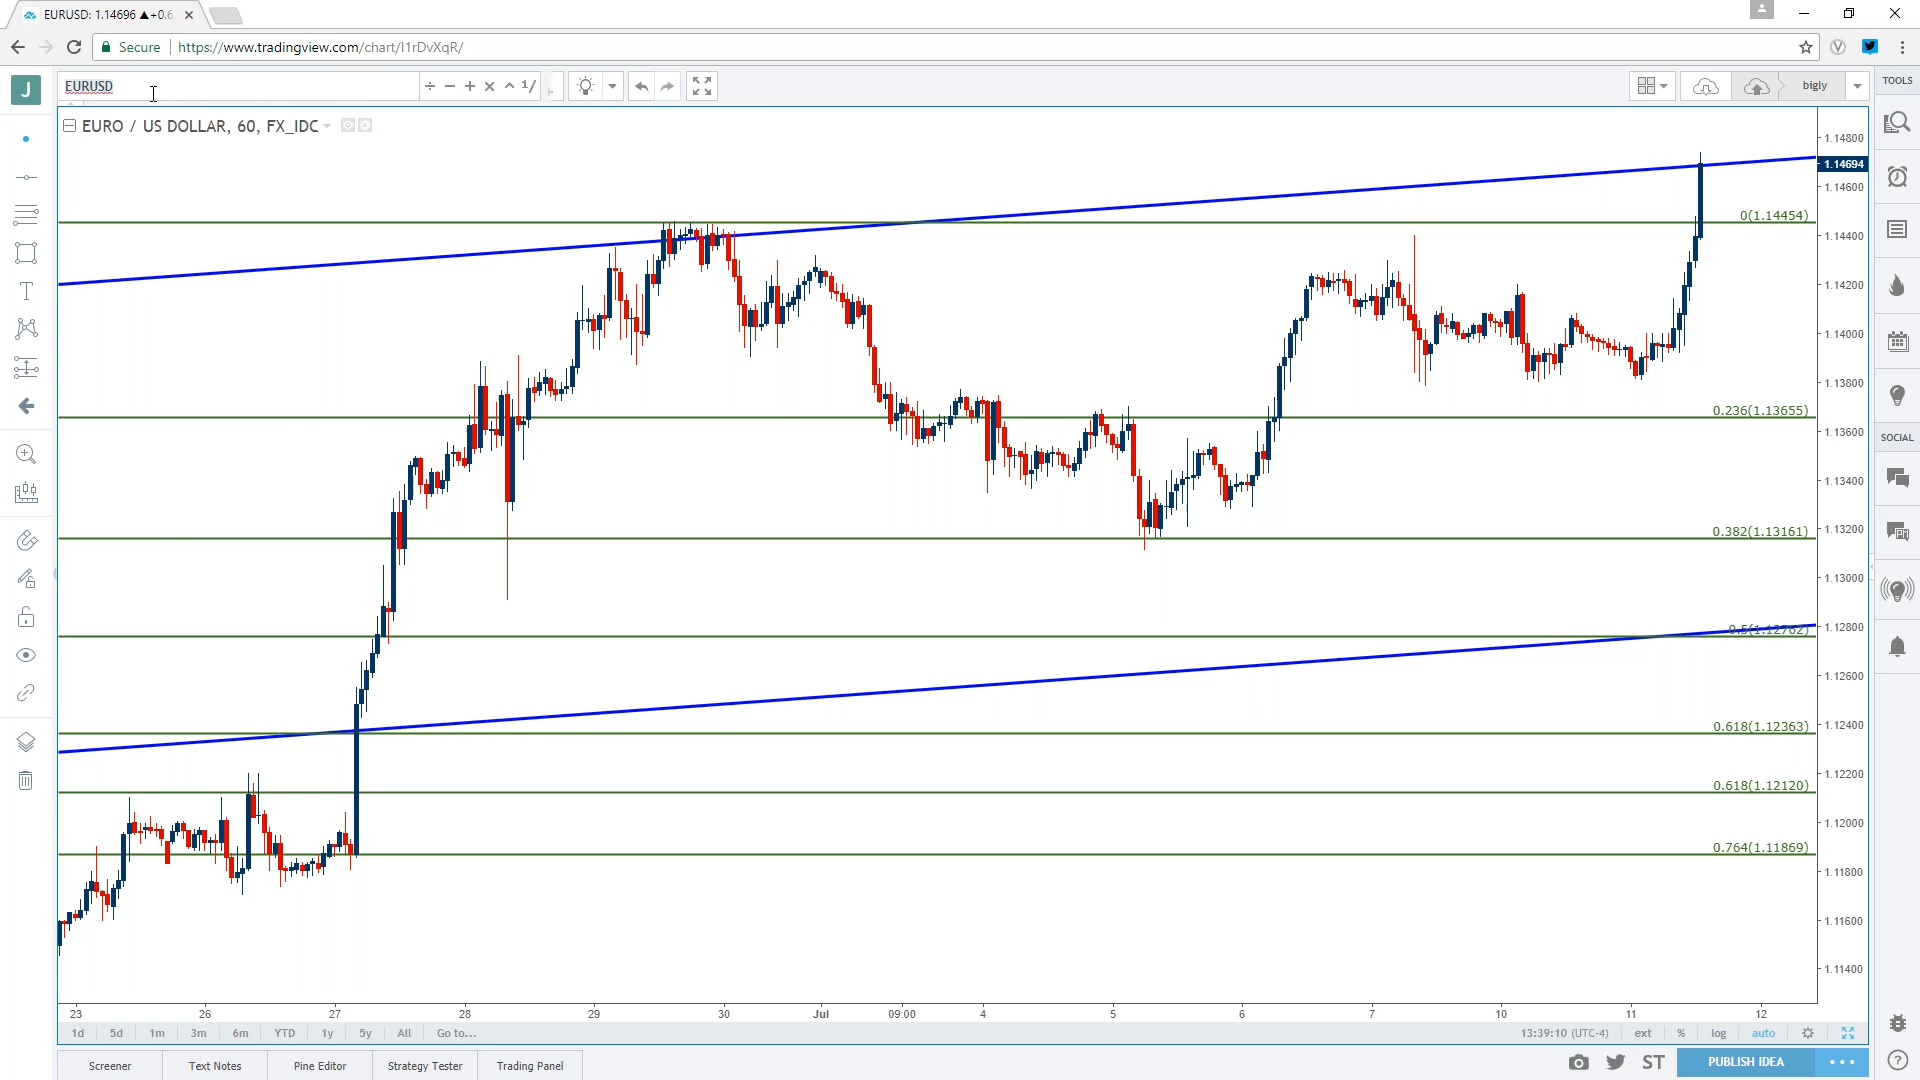 EURUSD: 1.14696 ▲+0.6
Secure https://www.tradingview.com/chart/I1rDvXqR/
J
EURUSD
÷ − + × ^ 1/
bigly
TOOLS
EURO / US DOLLAR, 60, FX_IDC
1.14800
1.14694
1.14600
0(1.14454)
1.14400
1.14200
1.14000
1.13800
0.236(1.13655)
1.13600
SOCIAL
1.13400
0.382(1.13161)
1.13200
1.13000
0.5(1.12762)
1.12800
1.12600
0.618(1.12363)
1.12400
0.618(1.12120)
1.12200
1.12000
0.764(1.11869)
1.11800
1.11600
1.11400
23 26 27 28 29 30 Jul 09:00 4 5 6 7 10 11 12
1d 5d 1m 3m 6m YTD 1y 5y All Go to... 13:39:10 (UTC-4) ext % log auto
Screener Text Notes Pine Editor Strategy Tester Trading Panel ST PUBLISH IDEA